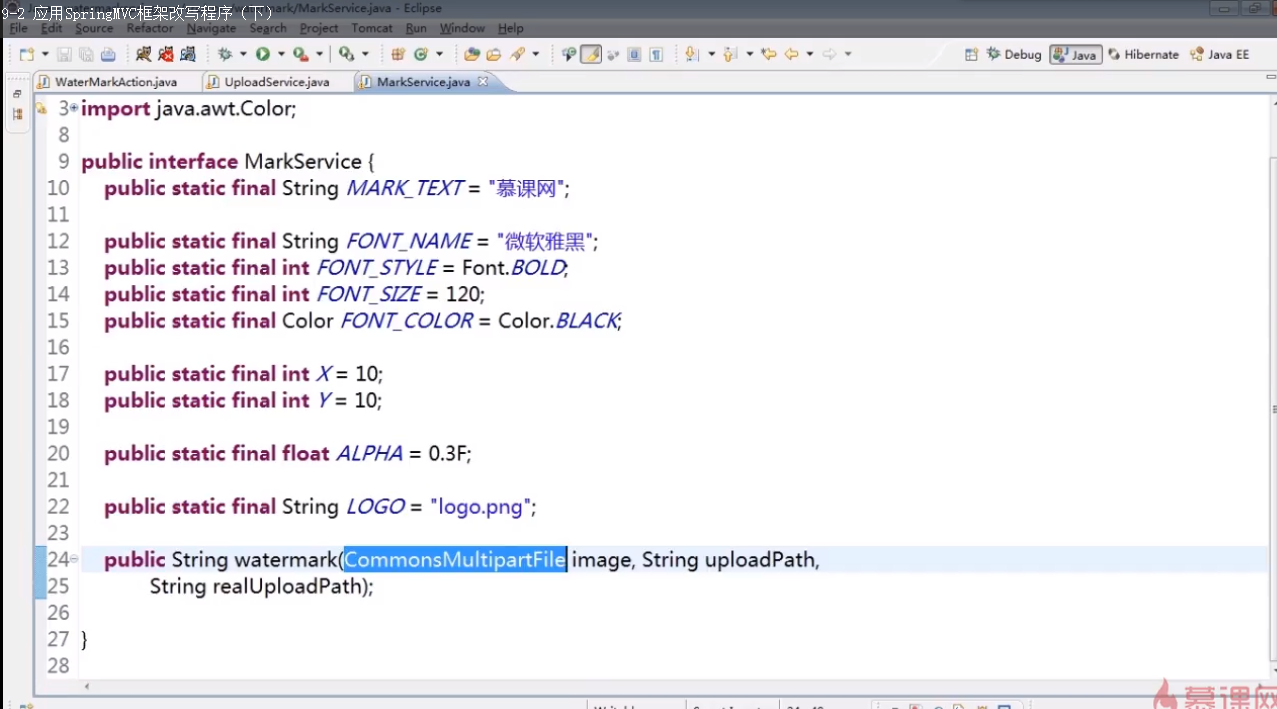 9-2 应用SpringMVC框架改写程序（下）
/MarkService.java - Eclipse
File Edit Source Refactor Navigate Search Project Tomcat Run Window Help
Debug Java Hibernate Java EE
WaterMarkAction.java UploadService.java MarkService.java
3 import java.awt.Color;
8
9 public interface MarkService {
10 public static final String MARK_TEXT = "慕课网";
11
12 public static final String FONT_NAME = "微软雅黑";
13 public static final int FONT_STYLE = Font.BOLD;
14 public static final int FONT_SIZE = 120;
15 public static final Color FONT_COLOR = Color.BLACK;
16
17 public static final int X = 10;
18 public static final int Y = 10;
19
20 public static final float ALPHA = 0.3F;
21
22 public static final String LOGO = "logo.png";
23
24 public String watermark(CommonsMultipartFile image, String uploadPath,
25 String realUploadPath);
26
27 }
28
慕课网